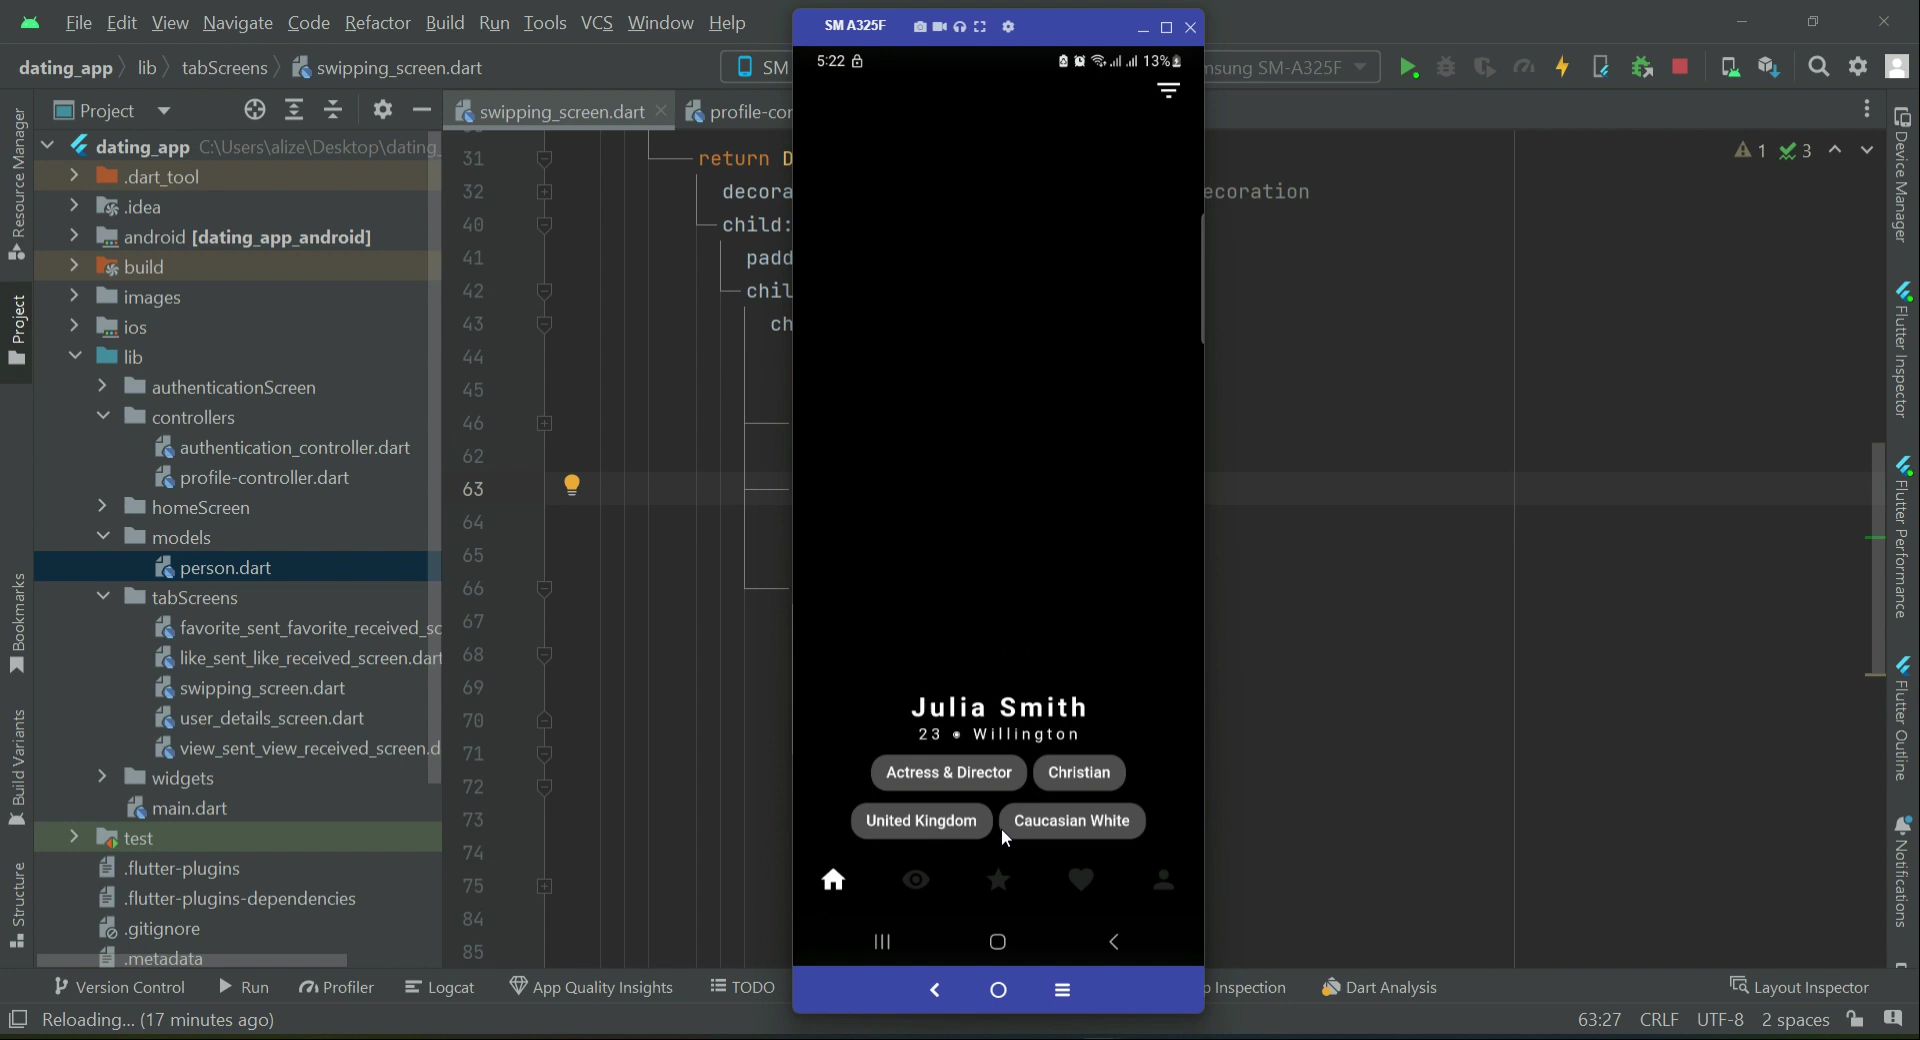 File Edit View Navigate Code Refactor Build Run Tools VCS Window Help
SM A325F
dating_app lib tabScreens swipping_screen.dart
SM
nsung SM-A325F
5:22
13%
Project
swipping_screen.dart
profile-con
dating_app C:\Users\alize\Desktop\dating_
.dart_tool
.idea
android [dating_app_android]
build
images
ios
lib
authenticationScreen
controllers
authentication_controller.dart
profile-controller.dart
homeScreen
models
person.dart
tabScreens
favorite_sent_favorite_received_sc
like_sent_like_received_screen.dart
swipping_screen.dart
user_details_screen.dart
view_sent_view_received_screen.d
widgets
main.dart
test
.flutter-plugins
.flutter-plugins-dependencies
.gitignore
.metadata
Resource Manager
Project
Bookmarks
Build Variants
Structure
31 return D
32 decora
ecoration
40 child:
41 padd
42 chil
43 ch
44
45
46
62
63
64
65
66
67
68
69
70
71
72
73
74
75
84
85
1 3
Julia Smith
23 • Willington
Actress & Director Christian
United Kingdom Caucasian White
Device Manager
Flutter Inspector
Flutter Performance
Flutter Outline
Notifications
Version Control Run Profiler Logcat App Quality Insights TODO
p Inspection Dart Analysis Layout Inspector
Reloading... (17 minutes ago)
63:27 CRLF UTF-8 2 spaces